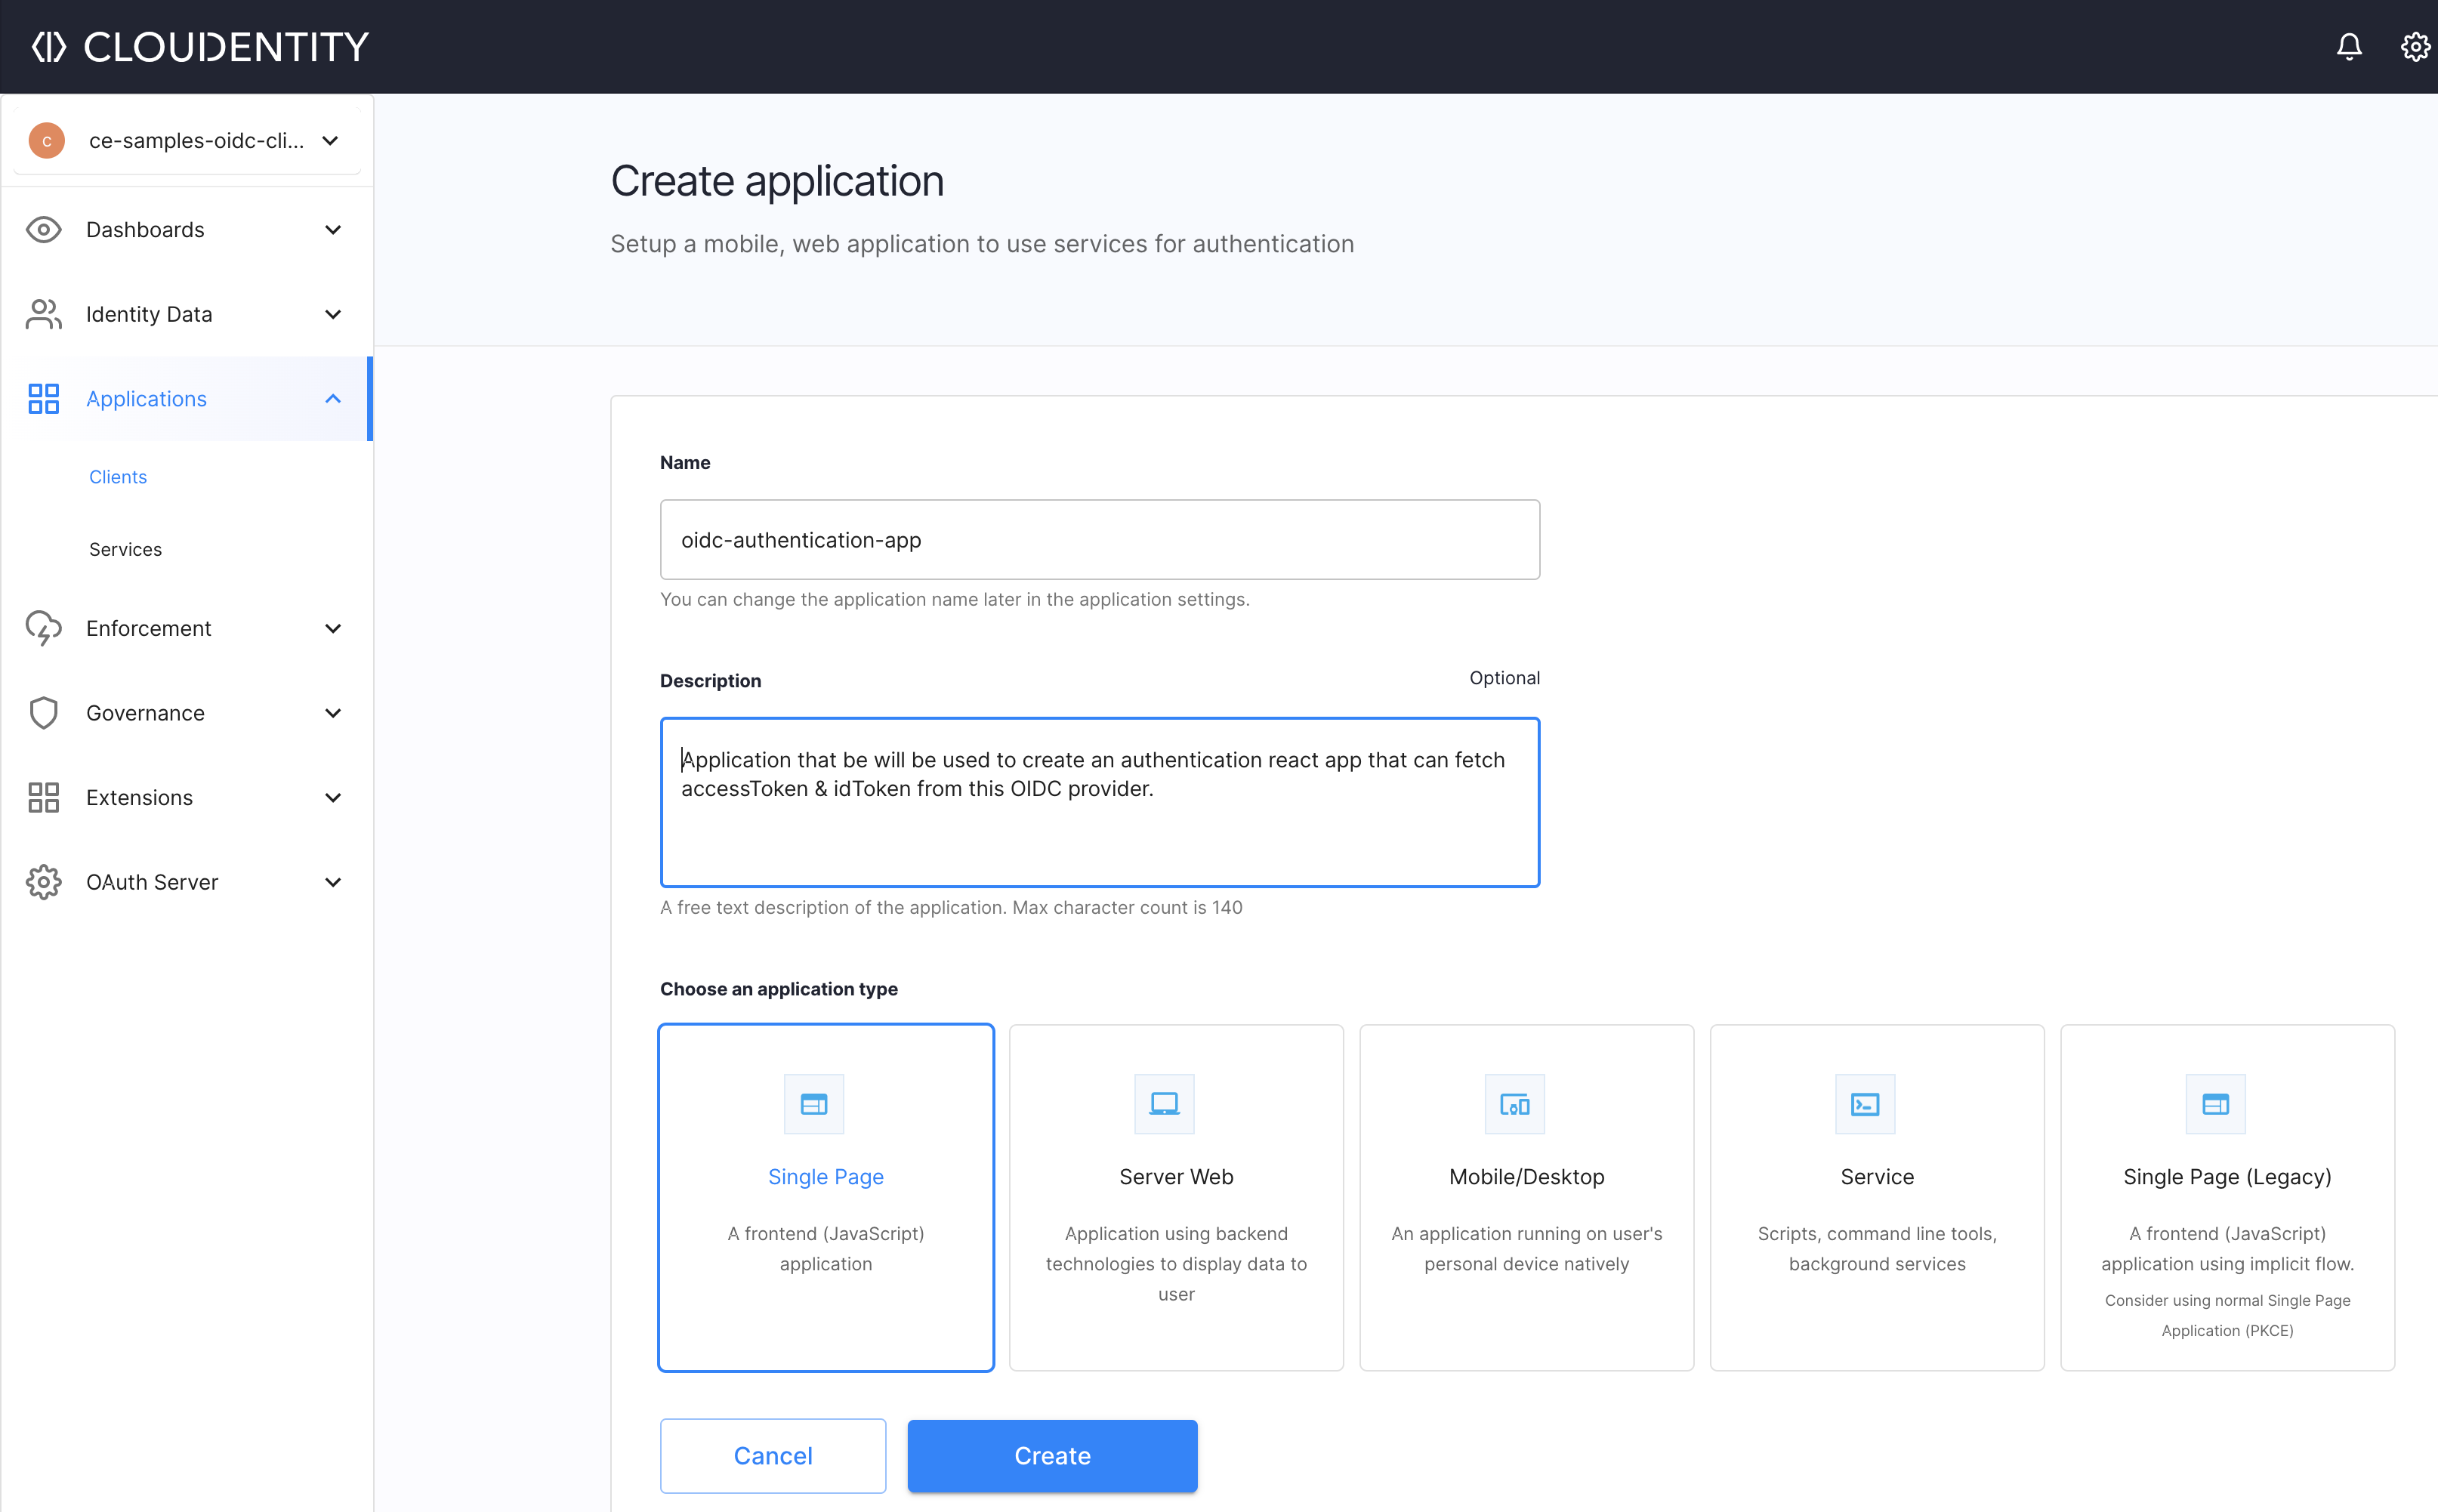 CLOUDENTITY
C
ce-samples-oidc-cli...
Dashboards
Identity Data
Applications
Clients
Services
Enforcement
Governance
Extensions
OAuth Server
Create application
Setup a mobile, web application to use services for authentication
Name
oidc-authentication-app
You can change the application name later in the application settings.
Description
Optional
Application that be will be used to create an authentication react app that can fetch
accessToken & idToken from this OIDC provider.
A free text description of the application. Max character count is 140
Choose an application type
Single Page
A frontend (JavaScript)
application
Server Web
Application using backend
technologies to display data to
user
Mobile/Desktop
An application running on user's
personal device natively
Service
Scripts, command line tools,
background services
Single Page (Legacy)
A frontend (JavaScript)
application using implicit flow.
Consider using normal Single Page
Application (PKCE)
Cancel
Create